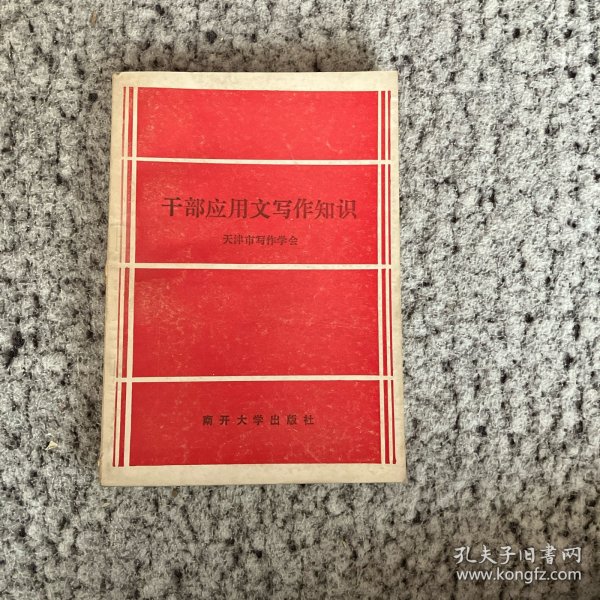 干部应用文写作知识
天津市写作学会
南开大学出版社
孔夫子旧书网
www.kongfz.com